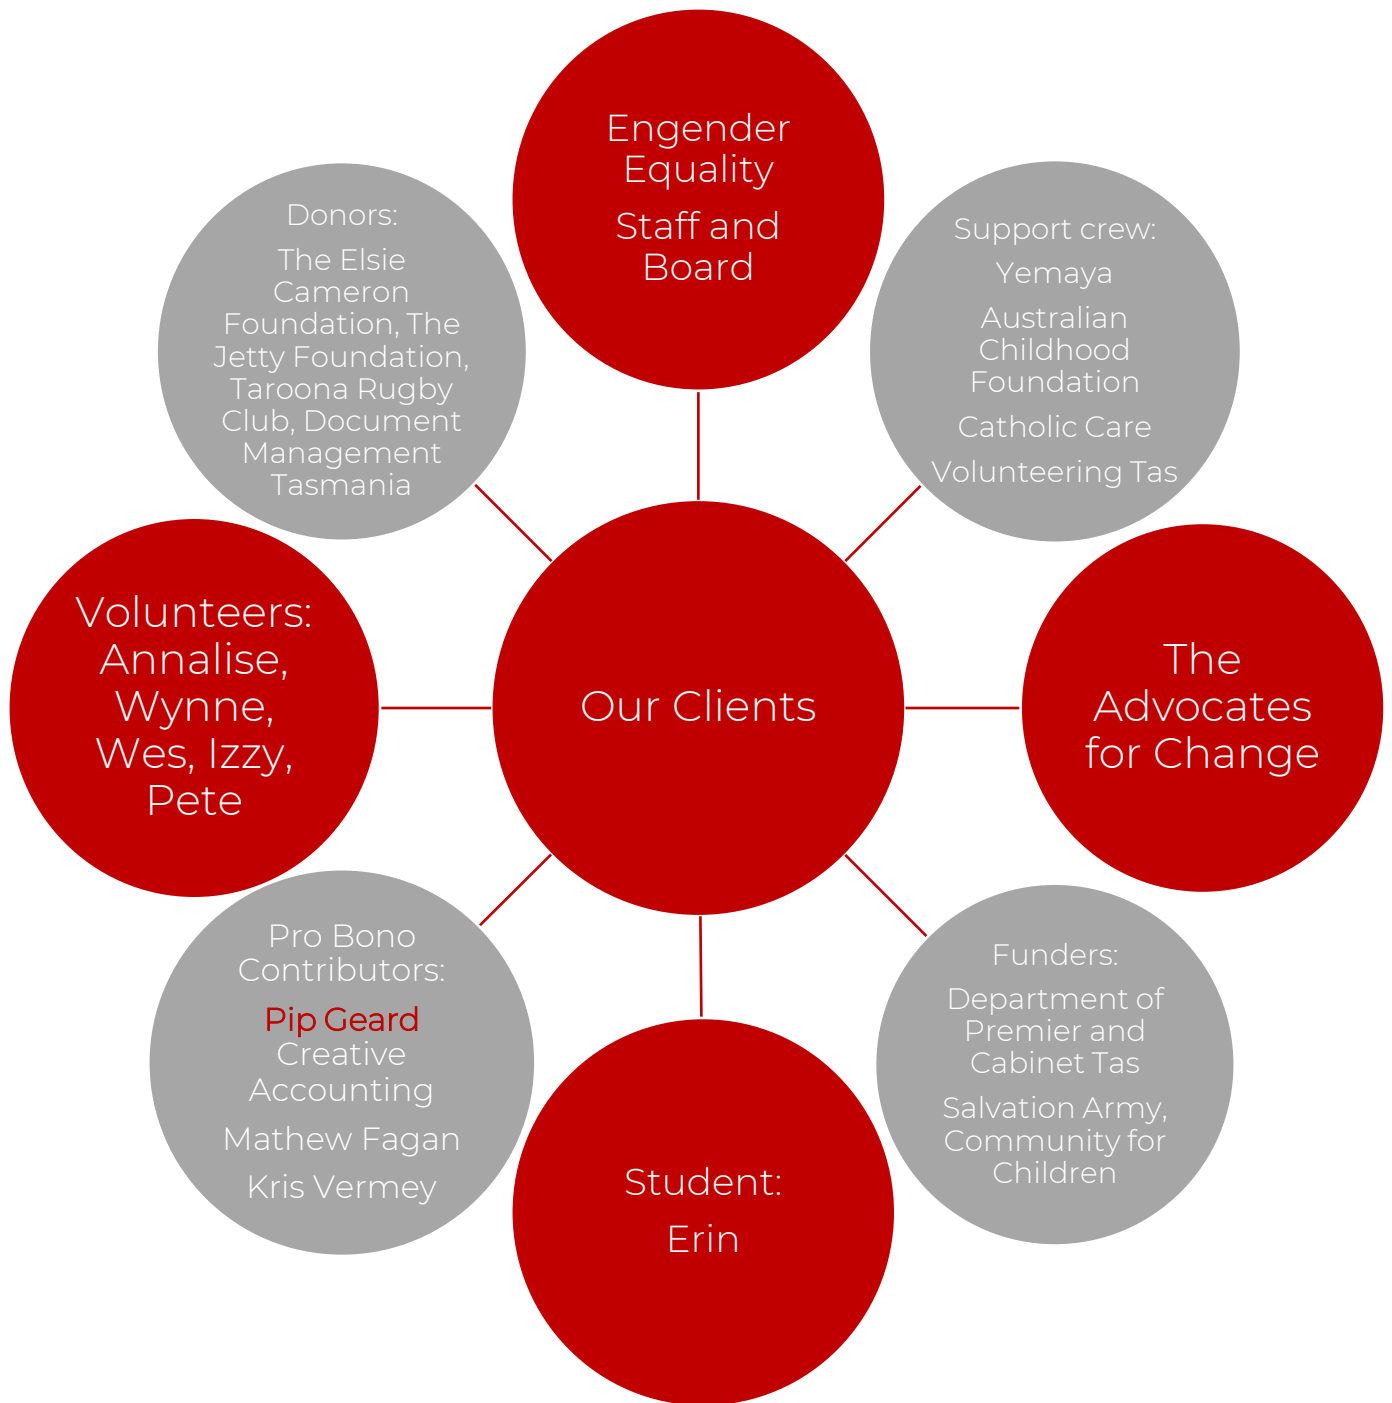 Engender
Equality
Staff and
Board
Donors:
The Elsie
Cameron
Foundation, The
Jetty Foundation,
Taroona Rugby
Club, Document
Management
Tasmania
Support crew:
Yemaya
Australian
Childhood
Foundation
Catholic Care
Volunteering Tas
Volunteers:
Annalise,
Wynne,
Wes, Izzy,
Pete
Our Clients
The
Advocates
for Change
Pro Bono
Contributors:
Pip Geard
Creative
Accounting
Mathew Fagan
Kris Vermey
Funders:
Department of
Premier and
Cabinet Tas
Salvation Army,
Community for
Children
Student:
Erin